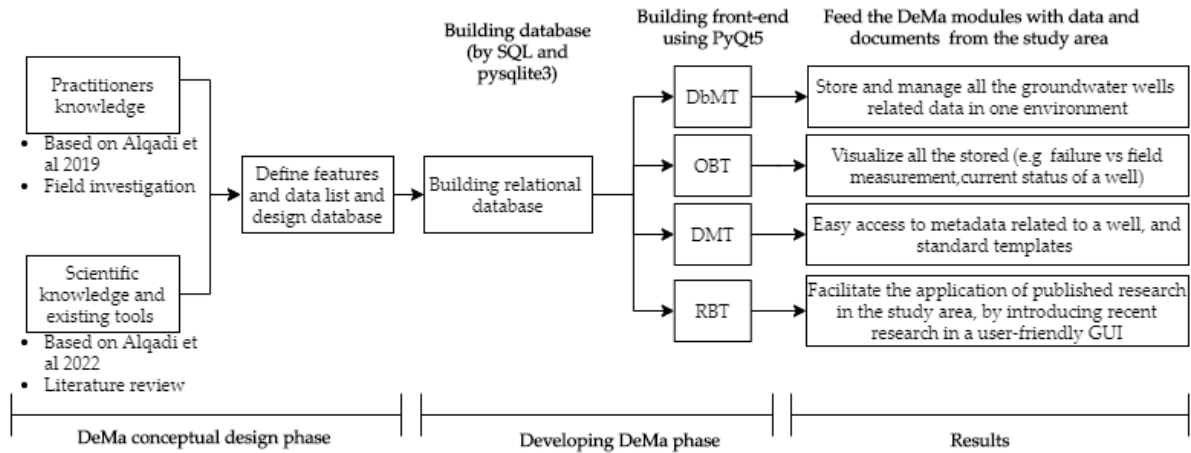 Practitioners
knowledge
• Based on Alqadi et
al 2019
• Field investigation
Scientific
knowledge and
existing tools
• Based on Alqadi et
al 2022
• Literature review
Define features
and data list and
design database
Building database
(by SQL and
pysqlite3)
Building relational
database
Building front-end
using PyQt5
DbMT
OBT
DMT
RBT
Feed the DeMa modules with data and
documents from the study area
Store and manage all the groundwater wells
related data in one environment
Visualize all the stored (e.g failure vs field
measurement,current status of a well)
Easy access to metadata related to a well, and
standard templates
Facilitate the application of published research
in the study area, by introducing recent
research in a user-friendly GUI
DeMa conceptual design phase
Developing DeMa phase
Results